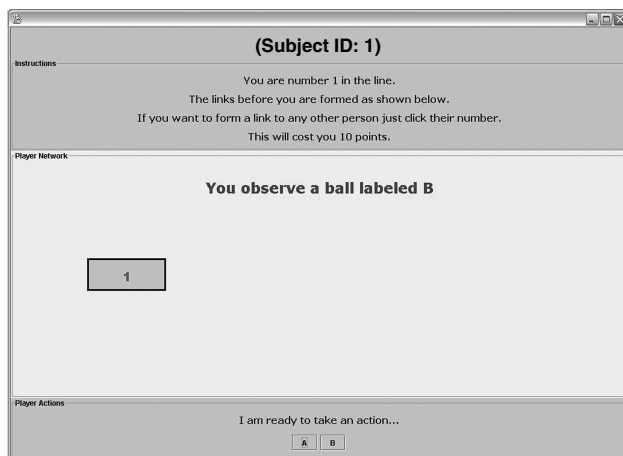 (Subject ID: 1)
Instructions
You are number 1 in the line.
The links before you are formed as shown below.
If you want to form a link to any other person just click their number.
This will cost you 10 points.
Player Network
You observe a ball labeled B
1
Player Actions
I am ready to take an action...
A B